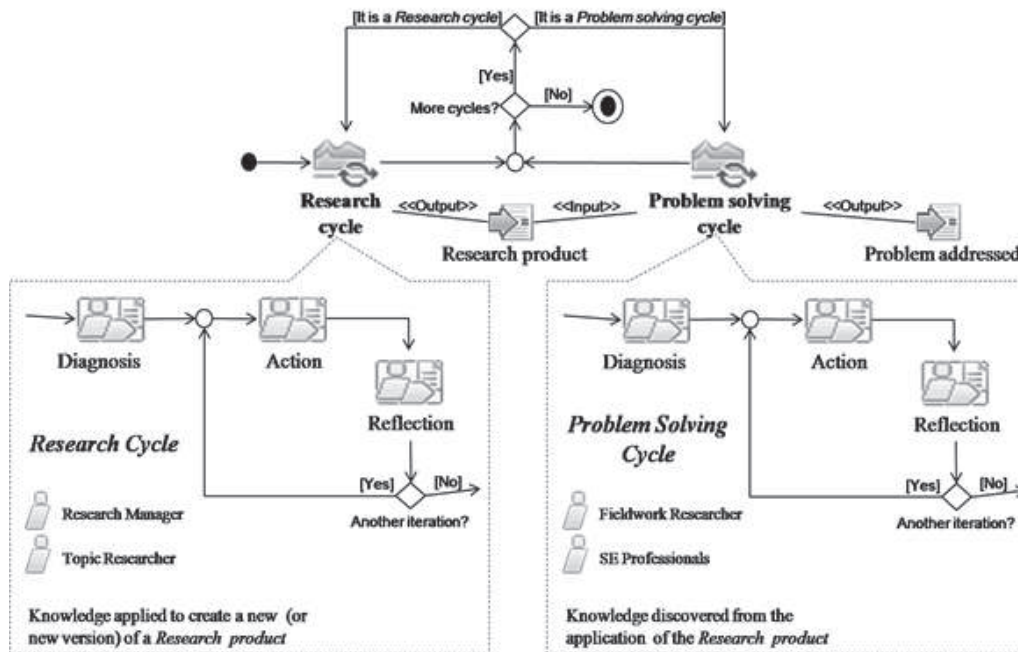 [It is a Research cycle]
[It is a Problem solving cycle]
[Yes]
More cycles?
[No]
Research
cycle
<<Output>>
Research product
<<Input>>
Problem solving
cycle
<<Output>>
Problem addressed
Diagnosis
Action
Reflection
Research Cycle
[Yes]
[No]
Another iteration?
Research Manager
Topic Researcher
Knowledge applied to create a new (or
new version) of a Research product
Diagnosis
Action
Reflection
Problem Solving
Cycle
[Yes]
[No]
Another iteration?
Fieldwork Researcher
SE Professionals
Knowledge discovered from the
application of the Research product